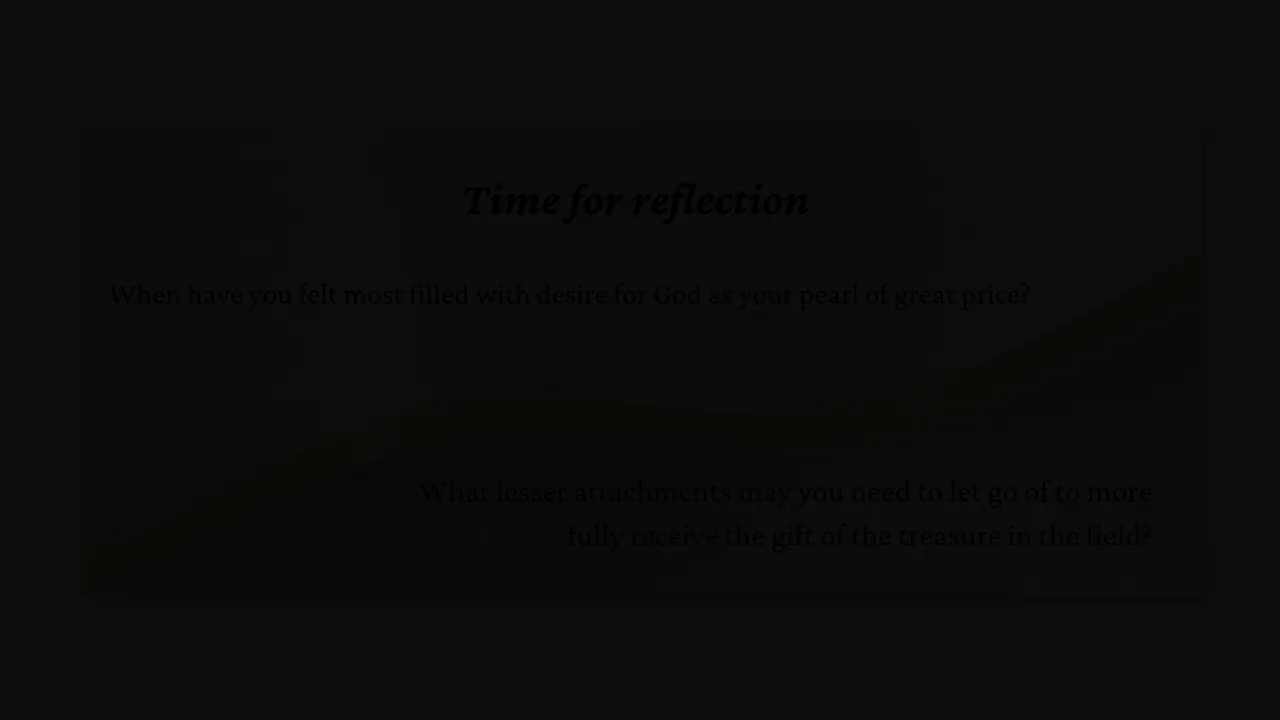 Time for reflection
When have you felt most filled with desire for God as your pearl of great price?
What lesser attachments may you need to let go of to more
fully receive the gift of the treasure in the field?